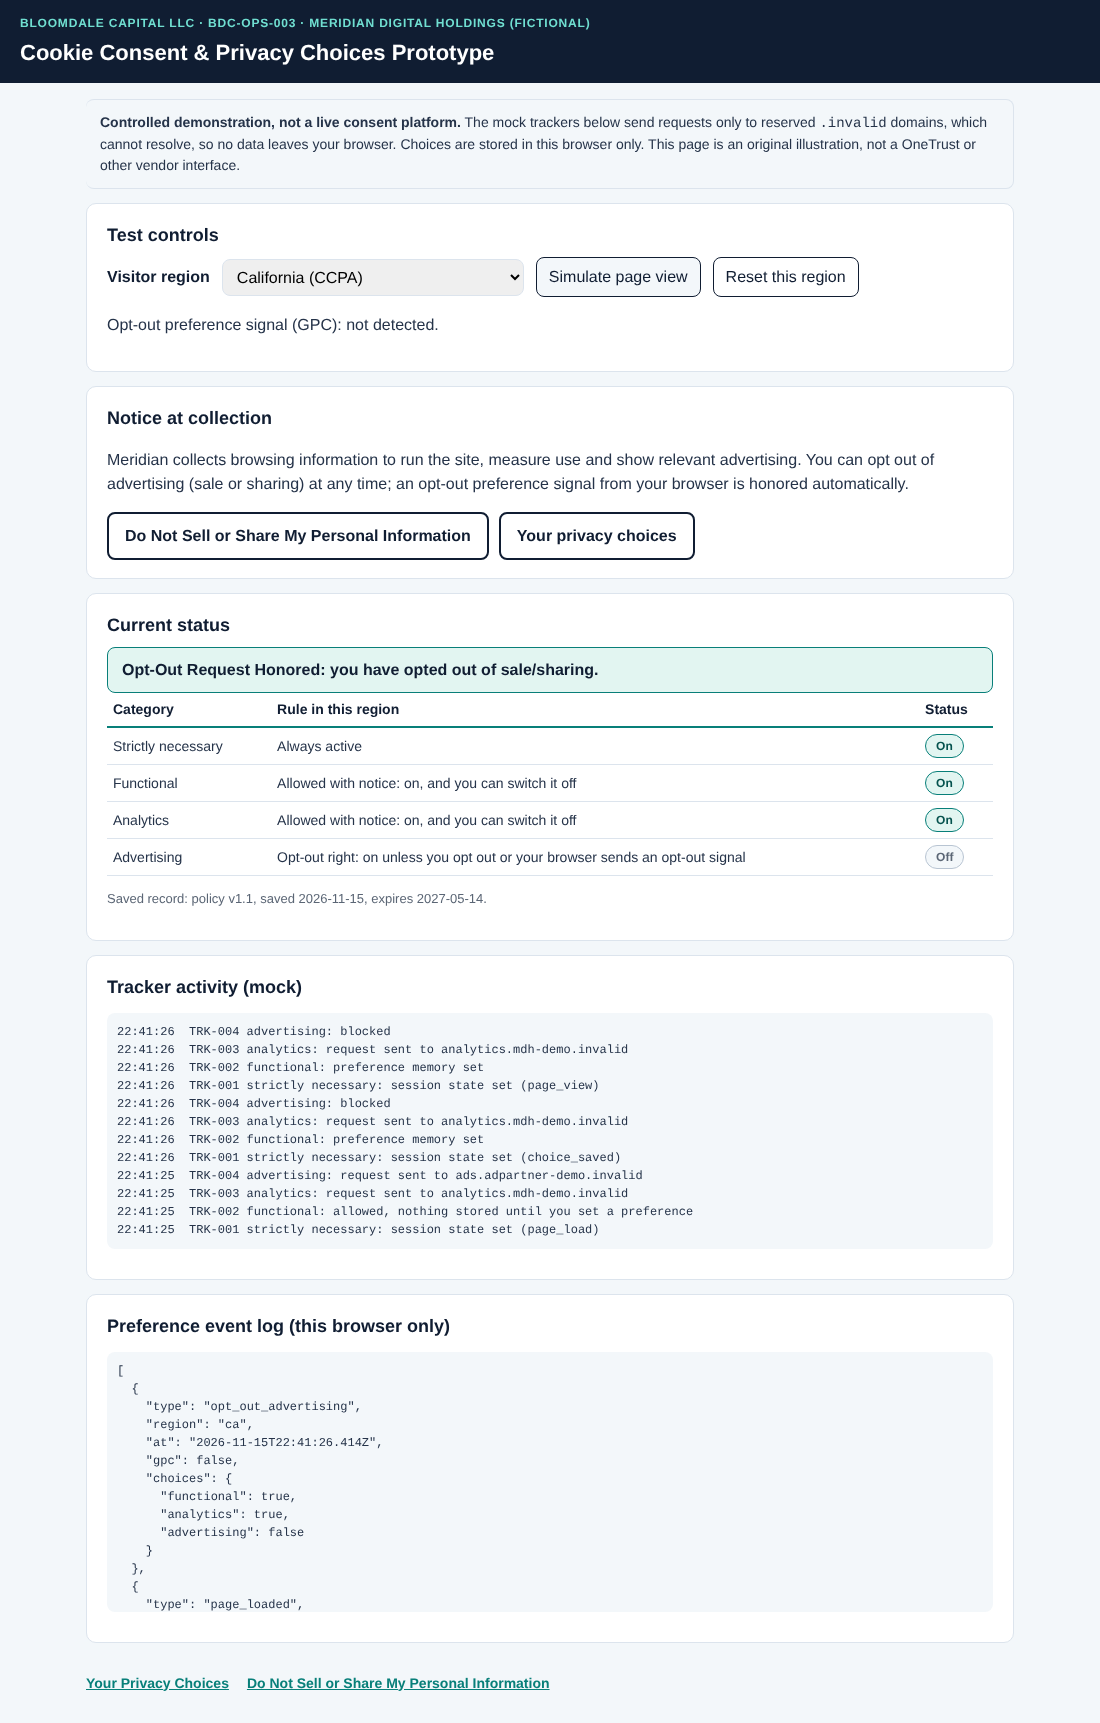 BLOOMDALE CAPITAL LLC · BDC-OPS-003 · MERIDIAN DIGITAL HOLDINGS (FICTIONAL)
Cookie Consent & Privacy Choices Prototype
Controlled demonstration, not a live consent platform. The mock trackers below send requests only to reserved .invalid domains, which
cannot resolve, so no data leaves your browser. Choices are stored in this browser only. This page is an original illustration, not a OneTrust or
other vendor interface.
Test controls
Visitor region California (CCPA) Simulate page view Reset this region
Opt-out preference signal (GPC): not detected.
Notice at collection
Meridian collects browsing information to run the site, measure use and show relevant advertising. You can opt out of
advertising (sale or sharing) at any time; an opt-out preference signal from your browser is honored automatically.
Do Not Sell or Share My Personal Information Your privacy choices
Current status
Opt-Out Request Honored: you have opted out of sale/sharing.
Category Rule in this region Status
Strictly necessary Always active On
Functional Allowed with notice: on, and you can switch it off On
Analytics Allowed with notice: on, and you can switch it off On
Advertising Opt-out right: on unless you opt out or your browser sends an opt-out signal Off
Saved record: policy v1.1, saved 2026-11-15, expires 2027-05-14.
Tracker activity (mock)
22:41:26 TRK-004 advertising: blocked
22:41:26 TRK-003 analytics: request sent to analytics.mdh-demo.invalid
22:41:26 TRK-002 functional: preference memory set
22:41:26 TRK-001 strictly necessary: session state set (page_view)
22:41:26 TRK-004 advertising: blocked
22:41:26 TRK-003 analytics: request sent to analytics.mdh-demo.invalid
22:41:26 TRK-002 functional: preference memory set
22:41:26 TRK-001 strictly necessary: session state set (choice_saved)
22:41:25 TRK-004 advertising: request sent to ads.adpartner-demo.invalid
22:41:25 TRK-003 analytics: request sent to analytics.mdh-demo.invalid
22:41:25 TRK-002 functional: allowed, nothing stored until you set a preference
22:41:25 TRK-001 strictly necessary: session state set (page_load)
Preference event log (this browser only)
[
{
"type": "opt_out_advertising",
"region": "ca",
"at": "2026-11-15T22:41:26.414Z",
"gpc": false,
"choices": {
"functional": true,
"analytics": true,
"advertising": false
}
},
{
"type": "page_loaded",
Your Privacy Choices Do Not Sell or Share My Personal Information